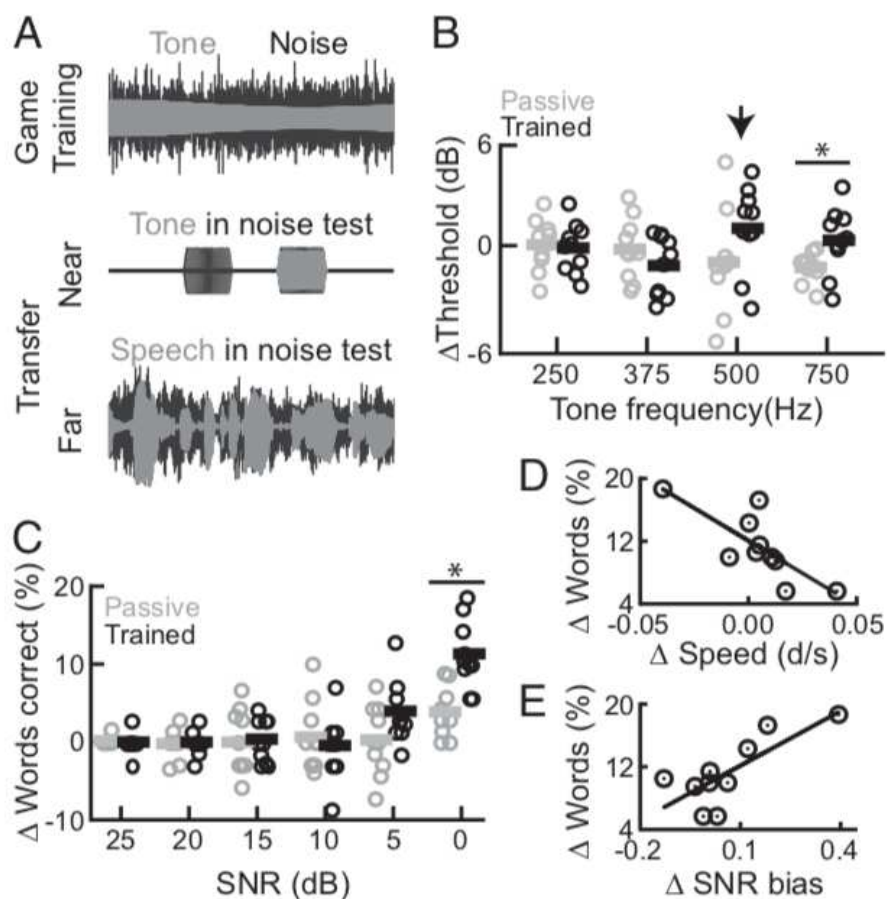 A
Tone Noise
Game
Training
Tone in noise test
Near
Transfer
Speech in noise test
Far
B
Passive
Trained
*
6
0
-6
ΔThreshold (dB)
250 375 500 750
Tone frequency(Hz)
C
Passive
Trained
*
20
10
0
-10
Δ Words correct (%)
25 20 15 10 5 0
SNR (dB)
D
20
12
4
Δ Words (%)
-0.05 0.00 0.05
Δ Speed (d/s)
E
20
12
4
Δ Words (%)
-0.2 0.1 0.4
Δ SNR bias